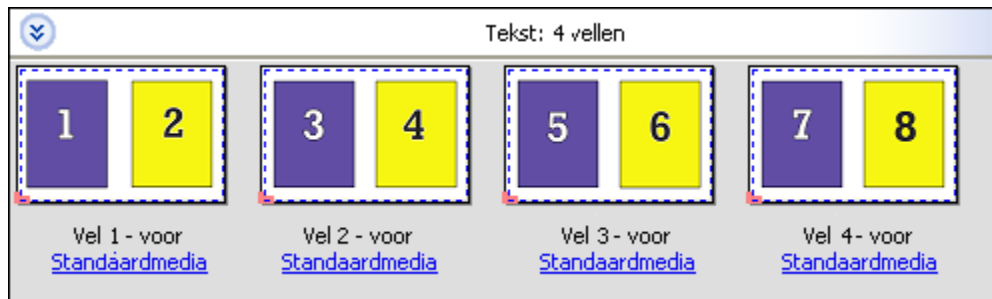 Tekst: 4 vellen
1 2 3 4 5 6 7 8
Vel 1 - voor
Standaardmedia
Vel 2 - voor
Standaardmedia
Vel 3 - voor
Standaardmedia
Vel 4 - voor
Standaardmedia